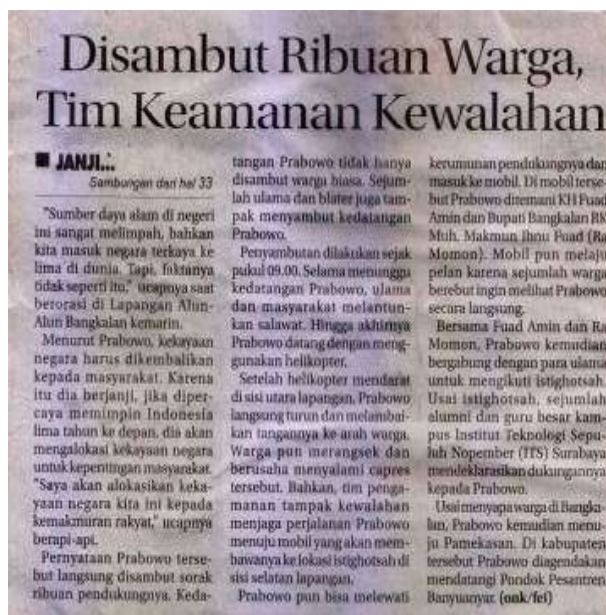 Disambut Ribuan Warga,
Tim Keamanan Kewalahan
JANJI...
Sambungan dari hal 33
"Sumber daya alam di negeri
ini sangat melimpah, bahkan
kita masuk negara terkaya ke
lima di dunia. Tapi, faktanya
tidak seperti itu," ucapnya saat
berorasi di Lapangan Alun-
Alun Bangkalan kemarin.
Menurut Prabowo, kekayaan
negara harus dikembalikan
kepada masyarakat. Karena
itu dia berjanji, jika diper-
caya memimpin Indonesia
lima tahun ke depan, dia akan
mengalokasi kekayaan negara
untuk kepentingan masyarakat.
"Saya akan alokasikan keka-
yaan negara kita ini kepada
kemakmuran rakyat," ucapnya
berapi-api.
Pernyataan Prabowo terse-
but langsung disambut sorak
ribuan pendukungnya. Keda-
tangan Prabowo tidak hanya
disambut warga biasa. Sejum-
lah ulama dan blater juga tam-
pak menyambut kedatangan
Prabowo.
Penyambutan dilakukan sejak
pukul 09.00. Selama menunggu
kedatangan Prabowo, ulama
dan masyarakat melantun-
kan salawat. Hingga akhirnya
Prabowo datang dengan meng-
gunakan helikopter.
Setelah helikopter mendarat
di sisi utara lapangan, Prabowo
langsung turun dan melambai-
kan tangannya ke arah warga.
Warga pun merangsek dan
berusaha menyalami capres
tersebut. Bahkan, tim penga-
manan tampak kewalahan
menjaga perjalanan Prabowo
menuju mobil yang akan mem-
bawanya ke lokasi istighotsah di
sisi selatan lapangan.
Prabowo pun bisa melewati
kerumunan pendukungnya dan
masuk ke mobil. Di mobil terse-
but Prabowo ditemani KH Fuad
Amin dan Bupati Bangkalan RK
Muh. Makmun Ibnu Fuad (Ra
Momon). Mobil pun melaju
pelan karena sejumlah warga
berebut ingin melihat Prabowo
secara langsung.
Bersama Fuad Amin dan Ra
Momon, Prabowo kemudian
bergabung dengan para ulama
untuk mengikuti istighotsah.
Usai istighotsah, sejumlah
alumni dan guru besar kam-
pus Institut Teknologi Sepu-
luh Nopember (ITS) Surabaya
mendeklarasikan dukungannya
kepada Prabowo.
Usai menyapa warga di Bangka-
lan, Prabowo kemudian menu-
ju Pamekasan. Di kabupaten
tersebut Prabowo diagendakan
mendatangi Pondok Pesantren
Banyuanyar. (onk/fei)